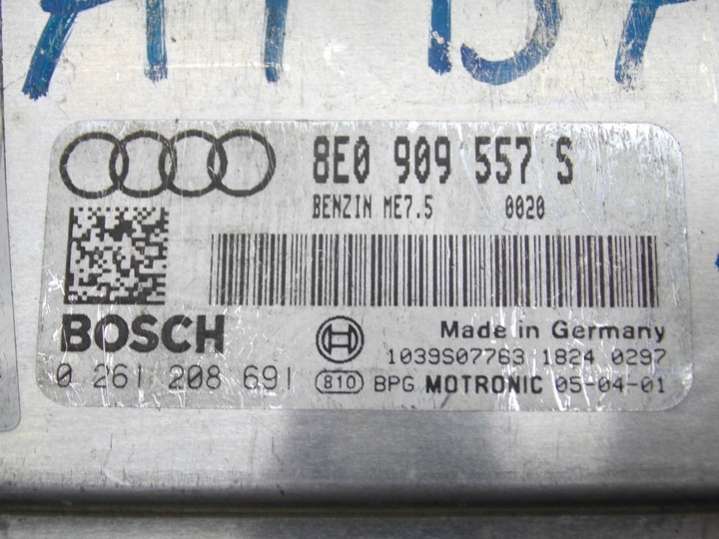 8E0 909 557 S
BENZIN ME7.5 0020
BOSCH
Made in Germany
1039S07763 1824 0297
0 261 208 691
810 BPG MOTRONIC 05-04-01